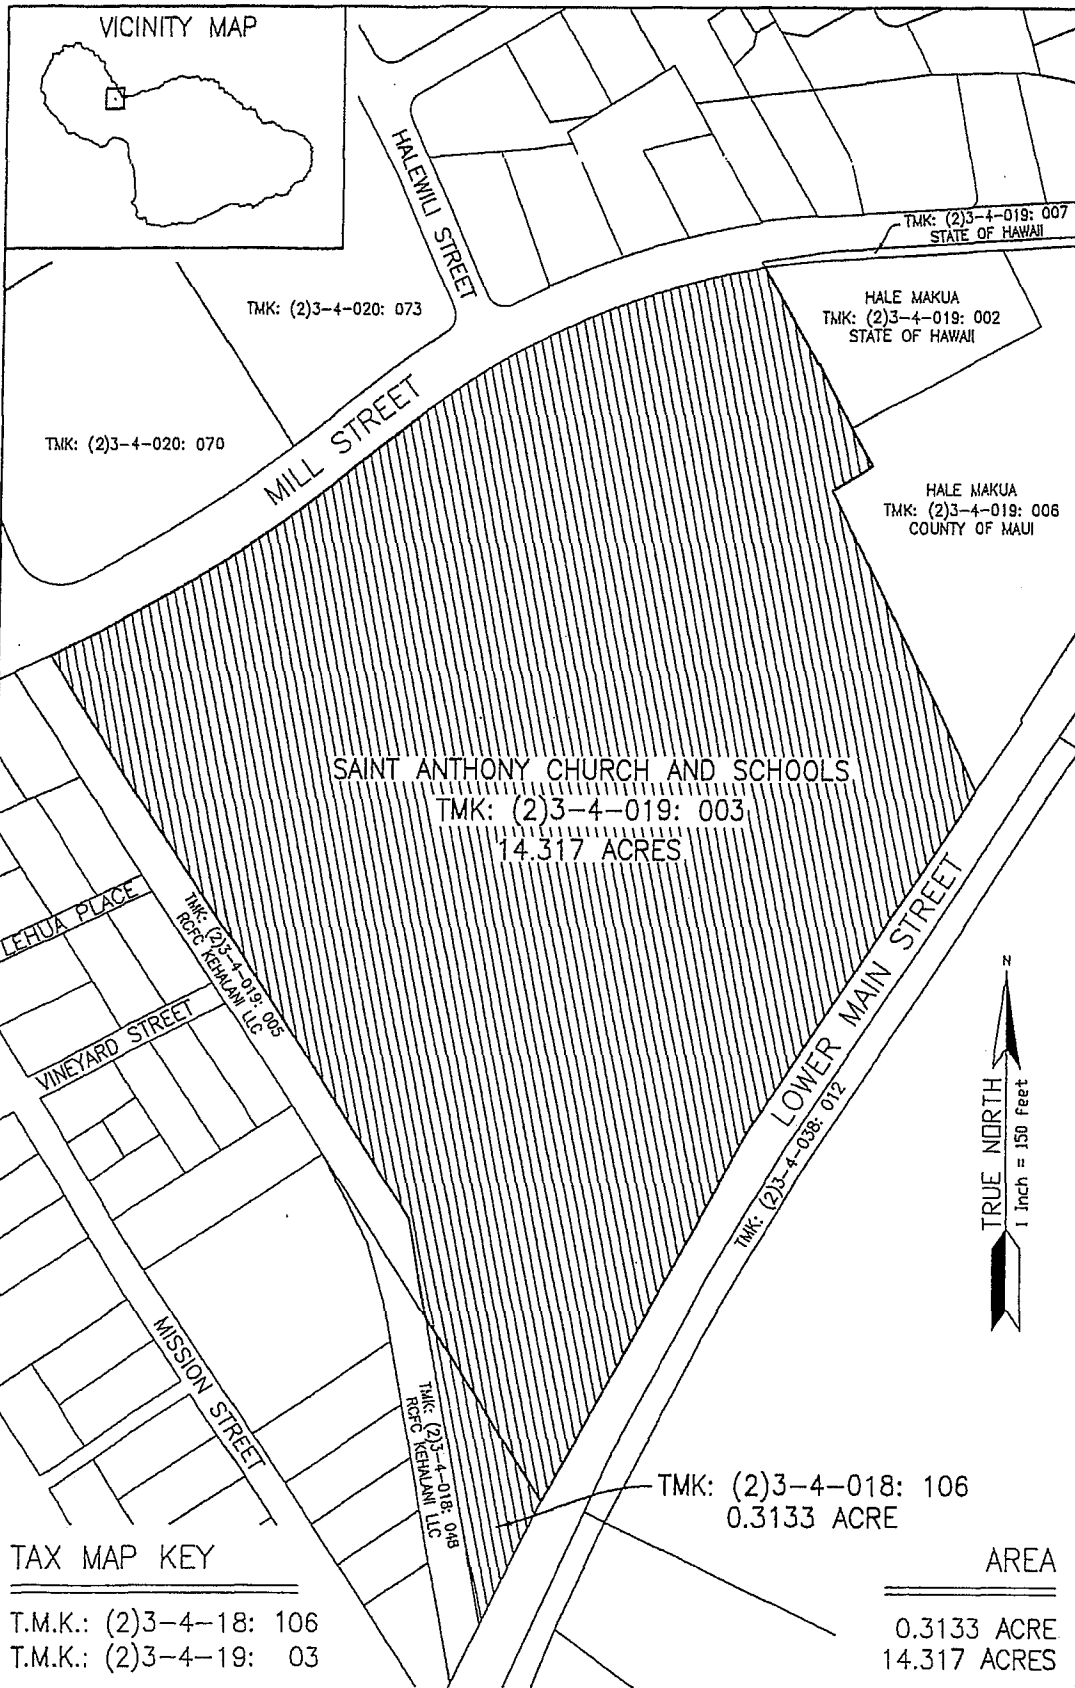 VICINITY MAP
HALEWILI STREET
TMK: (2)3-4-019: 007
STATE OF HAWAII
TMK: (2)3-4-020: 073
HALE MAKUA
TMK: (2)3-4-019: 002
STATE OF HAWAII
MILL STREET
TMK: (2)3-4-020: 070
HALE MAKUA
TMK: (2)3-4-019: 006
COUNTY OF MAUI
SAINT ANTHONY CHURCH AND SCHOOLS
TMK: (2)3-4-019: 003
14.317 ACRES
LEHUA PLACE
TMK: (2)3-4-019: 005
RCFC KEHALANI LLC
VINEYARD STREET
LOWER MAIN STREET
TMK: (2)3-4-038: 012
N
TRUE NORTH
1 Inch = 150 feet
MISSION STREET
TMK: (2)3-4-018: 048
RCFC KEHALANI LLC
TMK: (2)3-4-018: 106
0.3133 ACRE
TAX MAP KEY
AREA
T.M.K.: (2)3-4-18: 106
0.3133 ACRE
T.M.K.: (2)3-4-19: 03
14.317 ACRES